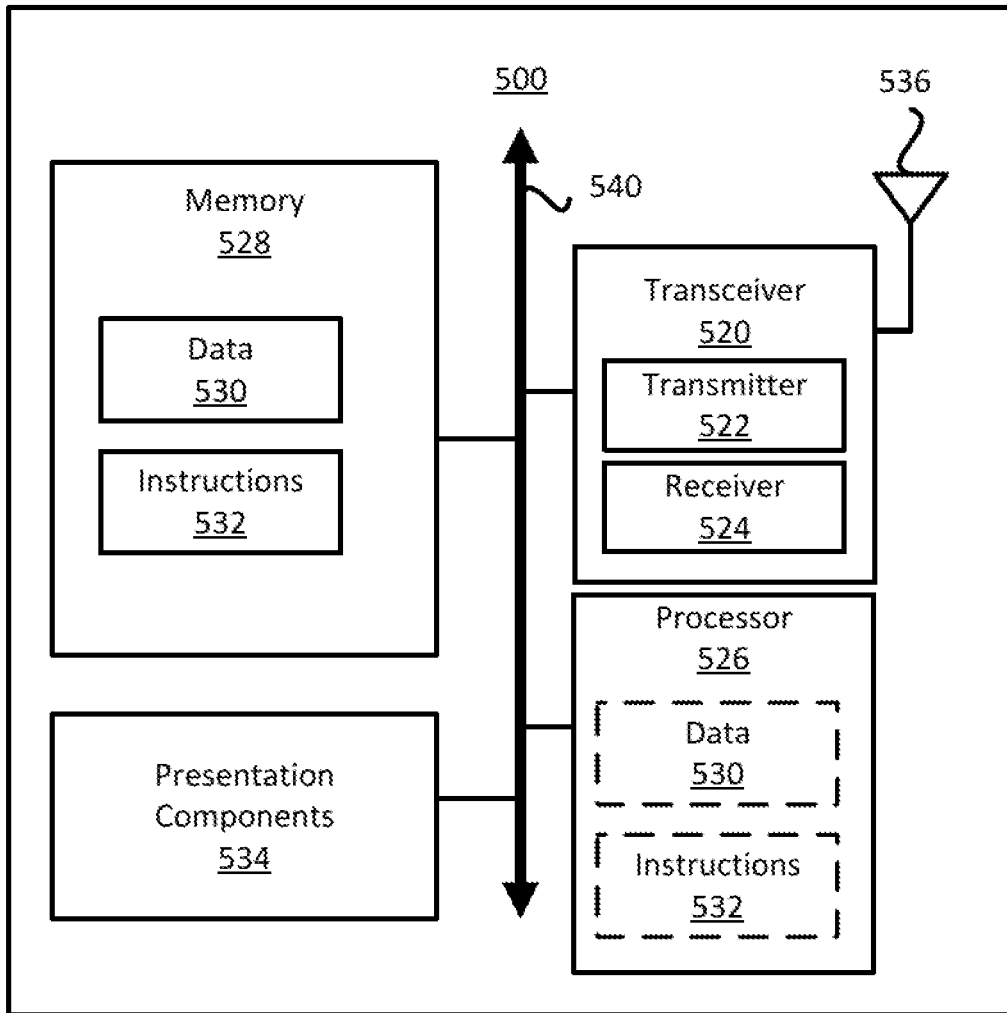 500
536
540
Memory
528
Data
530
Instructions
532
Transceiver
520
Transmitter
522
Receiver
524
Presentation
Components
534
Processor
526
Data
530
Instructions
532